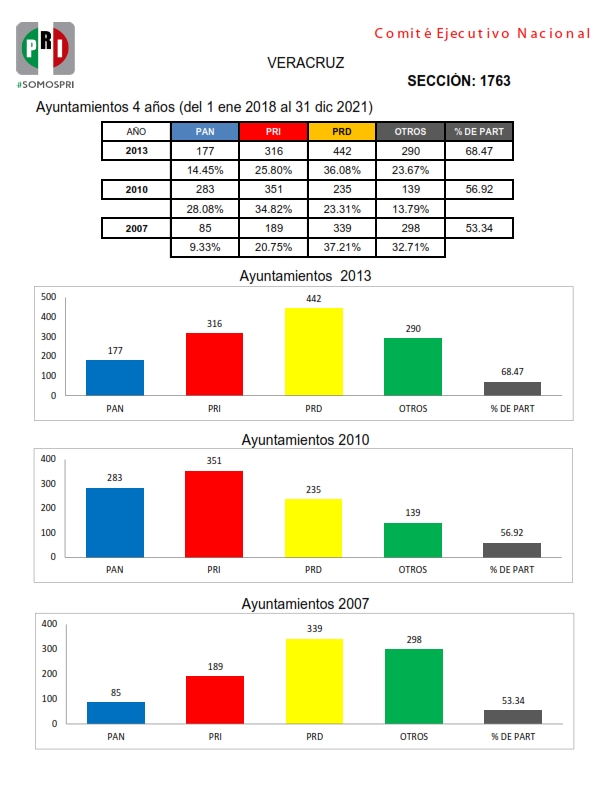 Comité Ejecutivo Nacional
PRI
#SOMOSPRI
VERACRUZ
SECCIÓN: 1763
Ayuntamientos 4 años (del 1 ene 2018 al 31 dic 2021)
AÑO PAN PRI PRD OTROS % DE PART
2013 177 316 442 290 68.47
14.45% 25.80% 36.08% 23.67%
2010 283 351 235 139 56.92
28.08% 34.82% 23.31% 13.79%
2007 85 189 339 298 53.34
9.33% 20.75% 37.21% 32.71%
Ayuntamientos 2013
500
400
300
200
100
0
177
316
442
290
68.47
PAN PRI PRD OTROS % DE PART
Ayuntamientos 2010
400
300
200
100
0
283
351
235
139
56.92
PAN PRI PRD OTROS % DE PART
Ayuntamientos 2007
400
300
200
100
0
85
189
339
298
53.34
PAN PRI PRD OTROS % DE PART